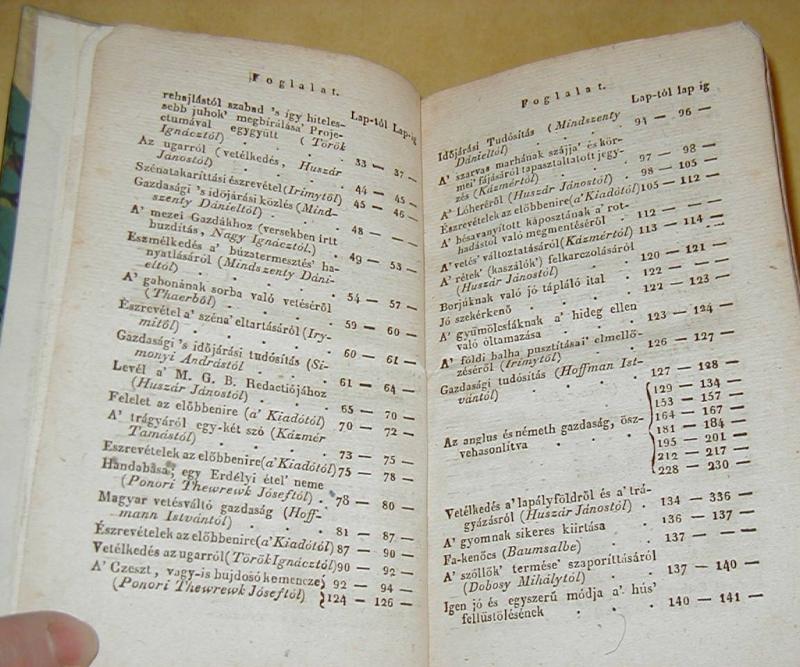 Foglalat.
Lap-tól Lap-ig
rehajlástól szabad 's így hiteles-
sebb juhok' megbírálása' Proje-
ctumával egygyütt (Török
Ignácztól) . . . . 33 — 37 —
Az ugarról (vetélkedés, Huszár
Jánostól) . . . . 44 — 45 —
Szénatakarítási észrevétel (Irimytől) 45 — 46 —
Gazdasági 's időjárási közlés (Mind-
szenty Dánieltől) . . . 48 — — —
A' mezei Gazdákhoz (versekben írtt
buzdítás, Nagy Ignácztol.) . 49 — 53 —
Eszmélkedés a' búzatermesztés' ha-
nyatlásáról (Mindszenty Dáni-
eltől) . . . . . 54 — 57 —
A' gabonának sorba való vetéséről
(Thaerből) . . . . 59 — 60 —
Észrevétel a' széna' eltartásáról (Iry-
mitől) . . . . . 60 — 61 —
Gazdasági 's időjárási tudósítás (Si-
monyi Andrástól) . . . 61 — 64 —
Levél a' M. G. B. Redactiójához
(Huszár Jánostól) . . . 65 — 70 —
Felelet az előbbenire (a' Kiadótól) 70 — 72 —
A' trágyáról egy-két szó (Kázmér
Tamástól) . . . . 73 — 75 —
Eszrevételek az előbbenire (a' Kiadótól) 75 — 78 —
Handabása; egy Erdélyi étel' neme
(Ponori Thewrewk Jóseftől) . 78 — 80 —
Magyar vetésváltó gazdaság (Hoff-
mann Istvántól) . . . 81 — 87 —
Észrevételek az előbbenire (a' Kiadótól) 87 — 90 —
Vetélkedés az ugarról (Török Ignácztol) 90 — 92 —
A' Czeszt, vagy-is bujdosó kemencze 92 — 94 —
(Ponori Thewrewk Jóseftől) 124 — 126 —
Foglalat.
Lap-tól lap ig
Időjárási Tudósítás (Mindszenty
Dánieltől) . . . . 94 — 96 —
A' szarvas marhának szájja' és kör-
mei' fájásáról tapasztaltatott jegy-
zés (Kázmértól) . . . 97 — 98 —
A' Lóheréről (Huszár Jánostól) . 98 — 105 —
Észrevételek az előbbenire (a' Kiadótól) 105 — 112 —
A' bésavanyított káposztának a' rot-
hadástól való megmentéséről . 112 — — —
A' vetés' változtatásáról (Kázmértól) 113 — 114 —
A' rétek' (kaszálók') felkarczolásáról
(Huszár Jánostól) . . . 120 — 121 —
Borjúknak való jó tápláló ital . 122 — — —
Jó szekérkenő . . . . 122 — 123 —
A' gyümölcsfáknak a' hideg ellen
való óltamazása . . . 123 — 124 —
A' földi balha pusztításai' elmellő-
zéséről (Irimytől) . . . 126 — 127 —
Gazdasági tudósítás (Hoffman Ist-
vántól) . . . . . 127 — 128 —
129 — 134 —
153 — 157 —
164 — 167 —
Az anglus és németh gazdaság, ösz- 181 — 184 —
vehasonlítva . . . . 195 — 201 —
212 — 217 —
228 — 230 —
Vetélkedés a' lapályföldről és a' trá-
gyázásról (Huszár Jánostól) . 134 — 336 —
A' gyomnak sikeres kiirtása . 136 — 137 —
Fa-kenőcs (Baumsalbe) . . 137 — — —
A' szőllők' termése' szaporíttásáról
(Dobosy Mihálytól) . . . 137 — 140 —
Igen jó és egyszerű módja a' hús'
fellüstölésének . . . . 140 — 141 —